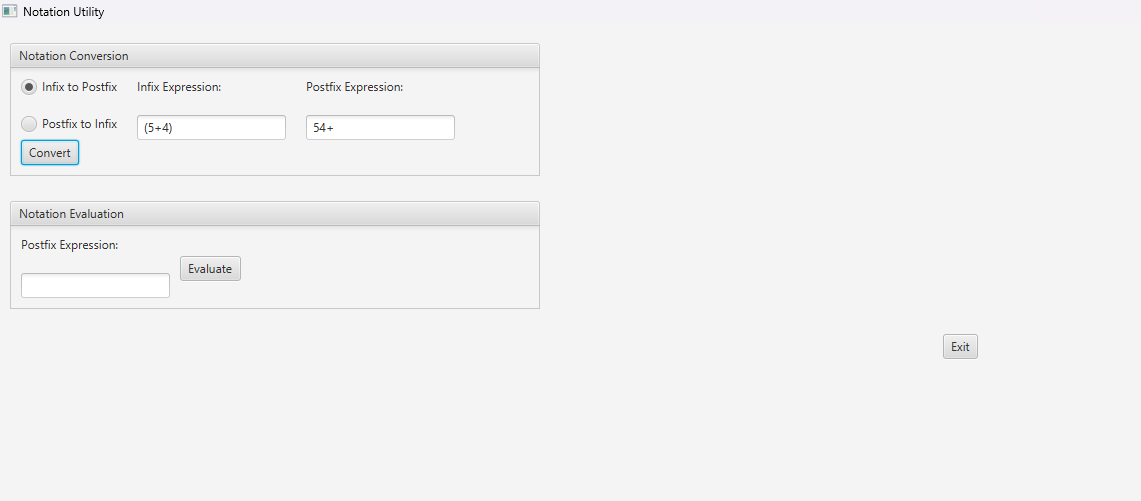 Notation Utility
Notation Conversion
Infix to Postfix
Infix Expression:
Postfix Expression:
Postfix to Infix
(5+4)
54+
Convert
Notation Evaluation
Postfix Expression:
Evaluate
Exit